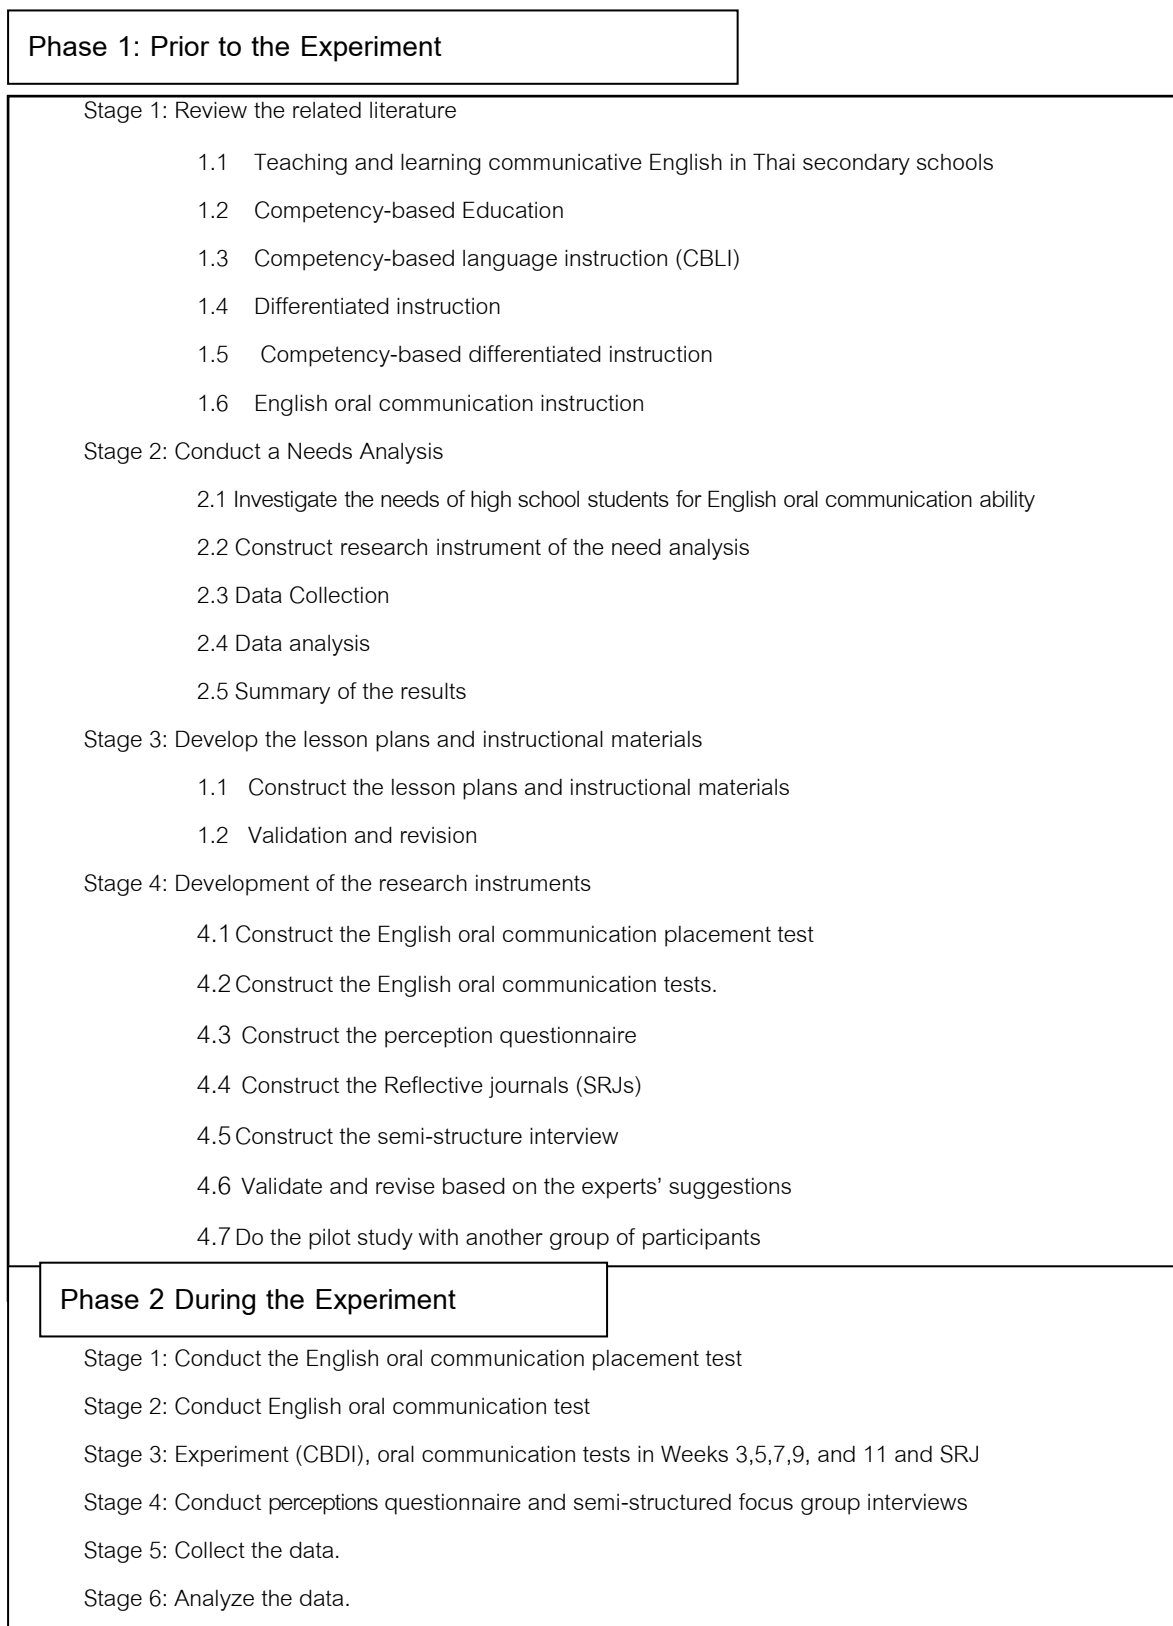 Phase 1: Prior to the Experiment
Stage 1: Review the related literature
1.1 Teaching and learning communicative English in Thai secondary schools
1.2 Competency-based Education
1.3 Competency-based language instruction (CBLI)
1.4 Differentiated instruction
1.5 Competency-based differentiated instruction
1.6 English oral communication instruction
Stage 2: Conduct a Needs Analysis
2.1 Investigate the needs of high school students for English oral communication ability
2.2 Construct research instrument of the need analysis
2.3 Data Collection
2.4 Data analysis
2.5 Summary of the results
Stage 3: Develop the lesson plans and instructional materials
1.1 Construct the lesson plans and instructional materials
1.2 Validation and revision
Stage 4: Development of the research instruments
4.1 Construct the English oral communication placement test
4.2 Construct the English oral communication tests.
4.3 Construct the perception questionnaire
4.4 Construct the Reflective journals (SRJs)
4.5 Construct the semi-structure interview
4.6 Validate and revise based on the experts’ suggestions
4.7 Do the pilot study with another group of participants
Phase 2 During the Experiment
Stage 1: Conduct the English oral communication placement test
Stage 2: Conduct English oral communication test
Stage 3: Experiment (CBDI), oral communication tests in Weeks 3,5,7,9, and 11 and SRJ
Stage 4: Conduct perceptions questionnaire and semi-structured focus group interviews
Stage 5: Collect the data.
Stage 6: Analyze the data.